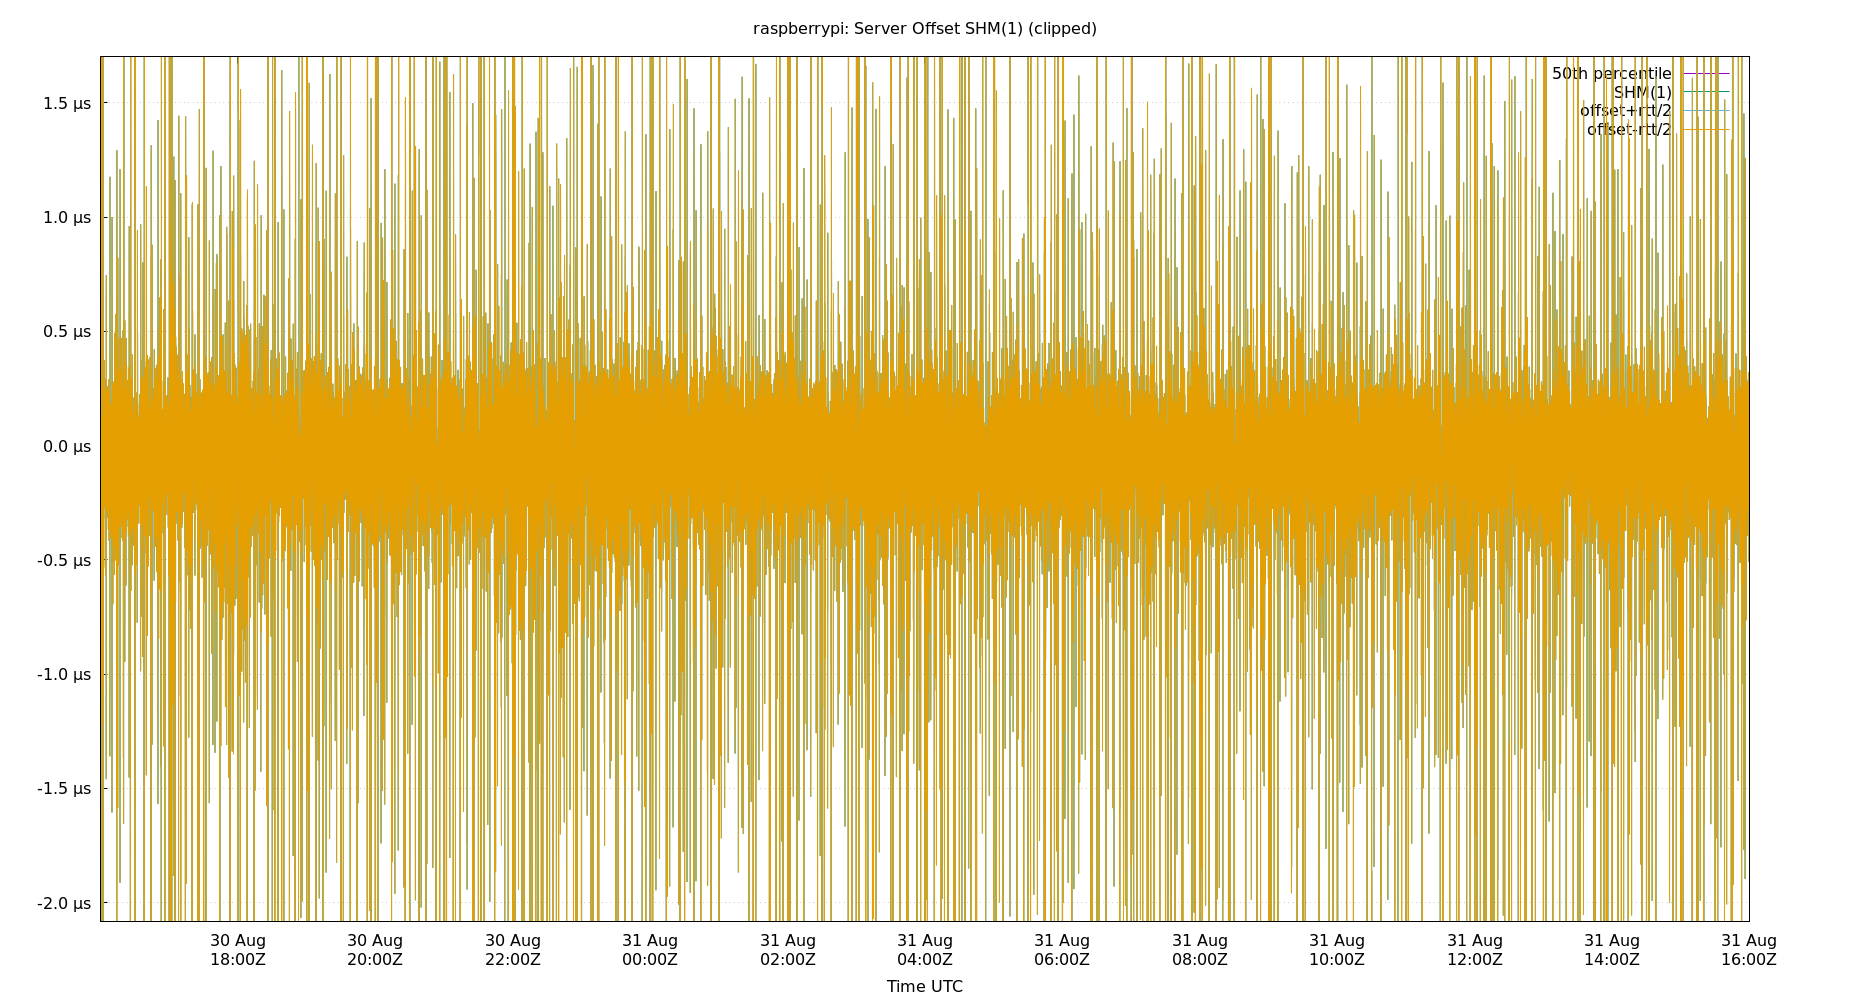 raspberrypi: Server Offset SHM(1) (clipped)
50th percentile
SHM(1)
offset+rtt/2
offset-rtt/2
1.5 µs
1.0 µs
0.5 µs
0.0 µs
-0.5 µs
-1.0 µs
-1.5 µs
-2.0 µs
30 Aug 30 Aug 30 Aug 31 Aug 31 Aug 31 Aug 31 Aug 31 Aug 31 Aug 31 Aug 31 Aug 31 Aug
18:00Z 20:00Z 22:00Z 00:00Z 02:00Z 04:00Z 06:00Z 08:00Z 10:00Z 12:00Z 14:00Z 16:00Z
Time UTC